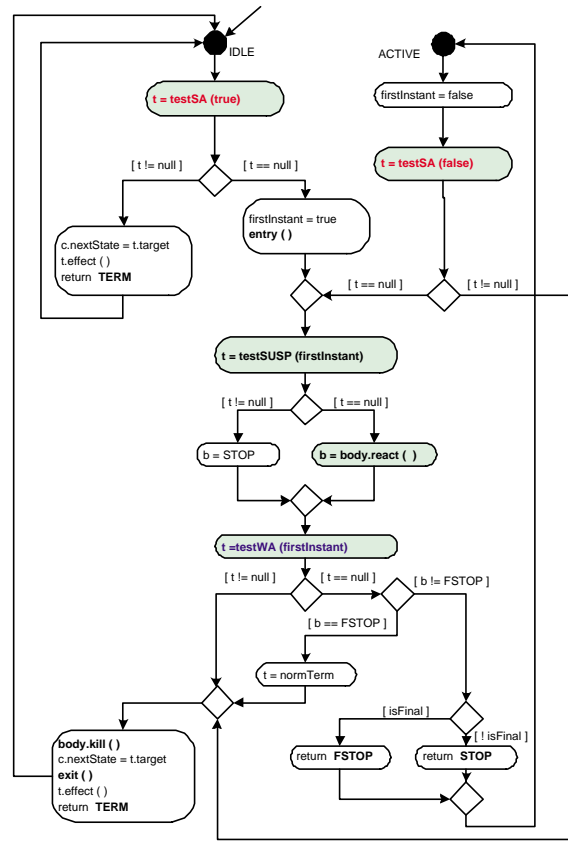 IDLE
ACTIVE
t = testSA (true)
firstInstant = false
t = testSA (false)
[ t != null ]
[ t == null ]
firstInstant = true
entry ( )
c.nextState = t.target
t.effect ( )
return TERM
[ t == null ]
[ t != null ]
t = testSUSP (firstInstant)
[ t != null ]
[ t == null ]
b = STOP
b = body.react ( )
t =testWA (firstInstant)
[ t != null ]
[ t == null ]
[ b != FSTOP ]
[ b == FSTOP ]
t = normTerm
[ isFinal ]
[ ! isFinal ]
body.kill ( )
c.nextState = t.target
exit ( )
t.effect ( )
return TERM
return FSTOP
return STOP